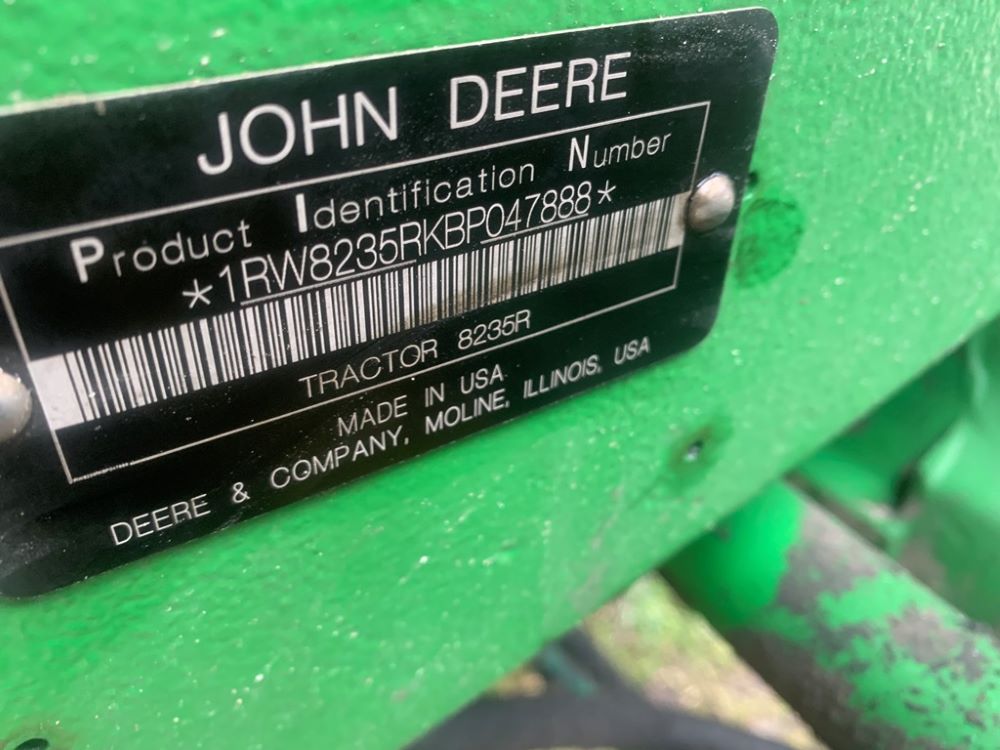 JOHN DEERE
Product Identification Number
*1RW8235RKBP047888*
TRACTOR 8235R
MADE IN USA
DEERE & COMPANY, MOLINE, ILLINOIS, USA